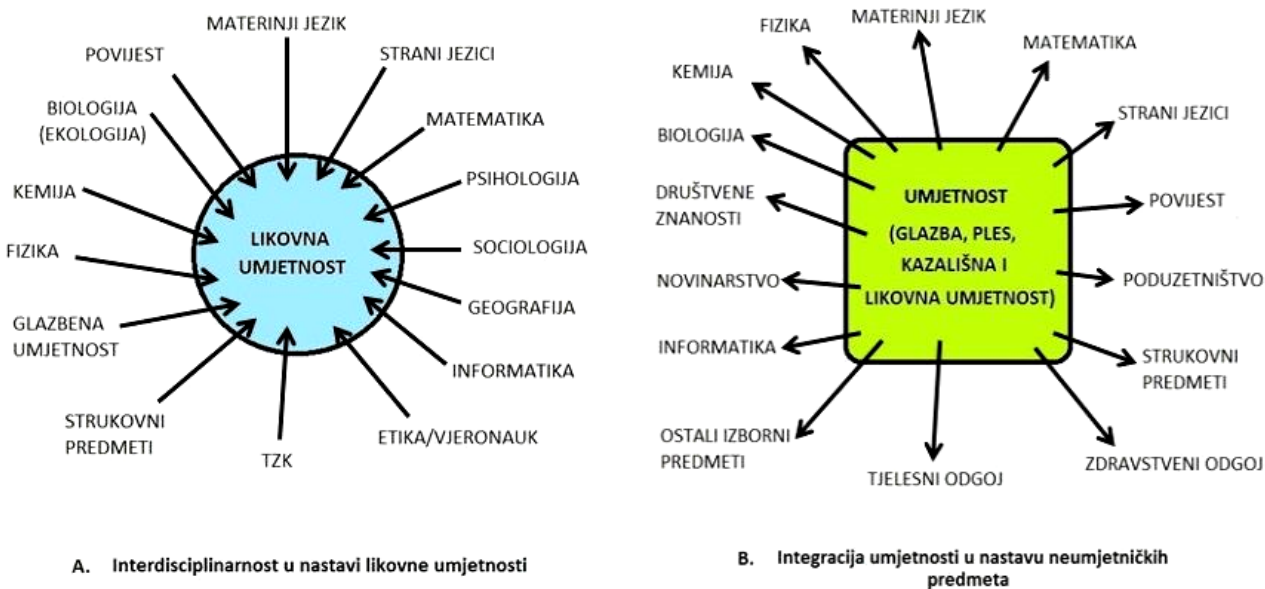 MATERINJI JEZIK
POVIJEST
STRANI JEZICI
BIOLOGIJA
(EKOLOGIJA)
MATEMATIKA
KEMIJA
PSIHOLOGIJA
LIKOVNA
UMJETNOST
SOCIOLOGIJA
FIZIKA
GEOGRAFIJA
GLAZBENA
UMJETNOST
INFORMATIKA
STRUKOVNI
PREDMETI
ETIKA/VJERONAUK
TZK
A. Interdisciplinarnost u nastavi likovne umjetnosti
MATERINJI JEZIK
FIZIKA
MATEMATIKA
KEMIJA
STRANI JEZICI
BIOLOGIJA
DRUŠTVENE
ZNANOSTI
UMJETNOST
(GLAZBA, PLES,
KAZALIŠNA I
LIKOVNA UMJETNOST)
POVIJEST
NOVINARSTVO
PODUZETNIŠTVO
INFORMATIKA
STRUKOVNI
PREDMETI
OSTALI IZBORNI
PREDMETI
ZDRAVSTVENI ODGOJ
TJELESNI ODGOJ
B. Integracija umjetnosti u nastavu neumjetničkih
predmeta